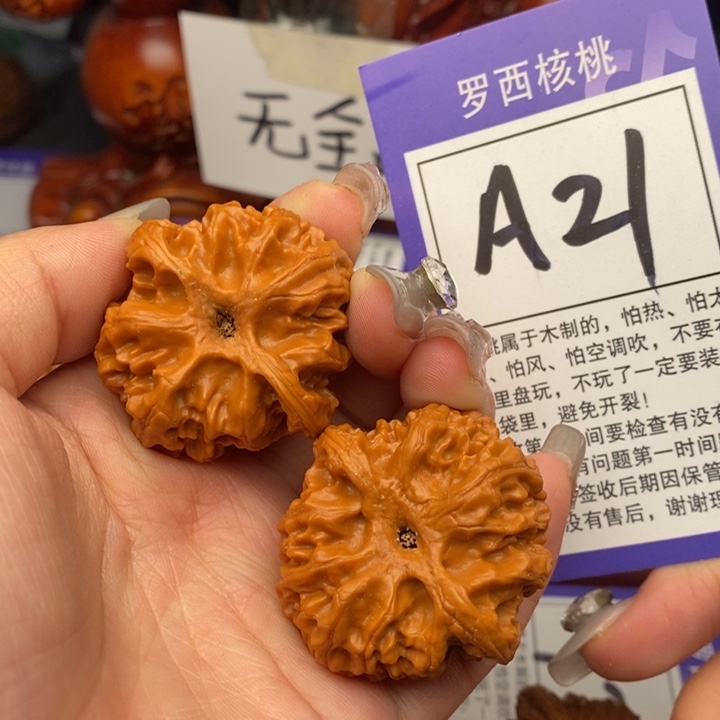 无全
罗西核桃
A21
桃属于木制的，怕热、怕太
、怕风、怕空调吹，不要
里盘玩，不玩了一定要装
袋里，避免开裂！
第 间要检查有没有
有问题第一时间
签收后期因保管
没有售后，谢谢理